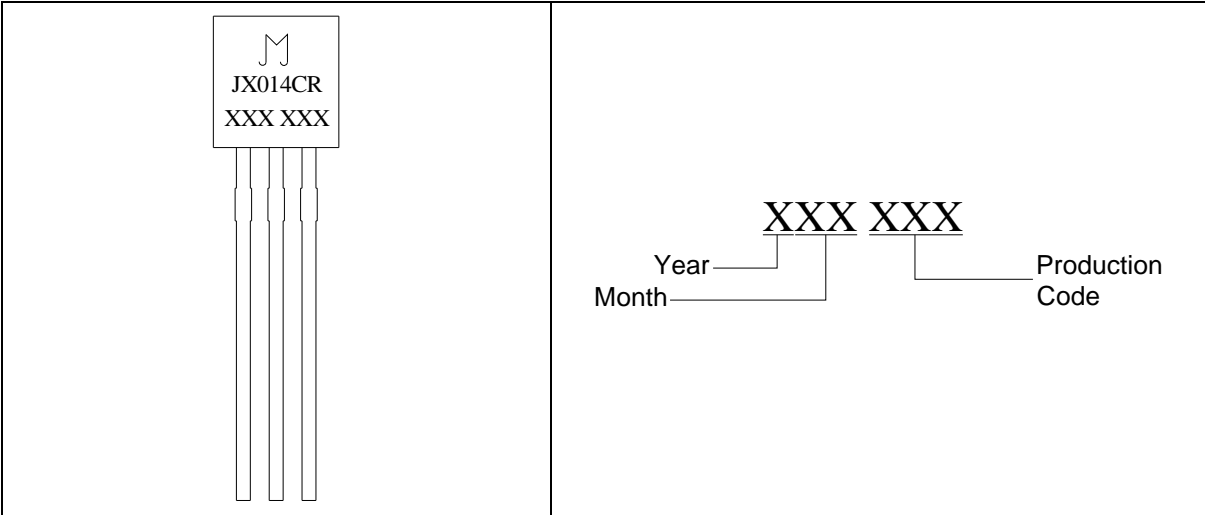 JX014CR
XXX XXX
XXX XXX
Year
Month
Production
Code